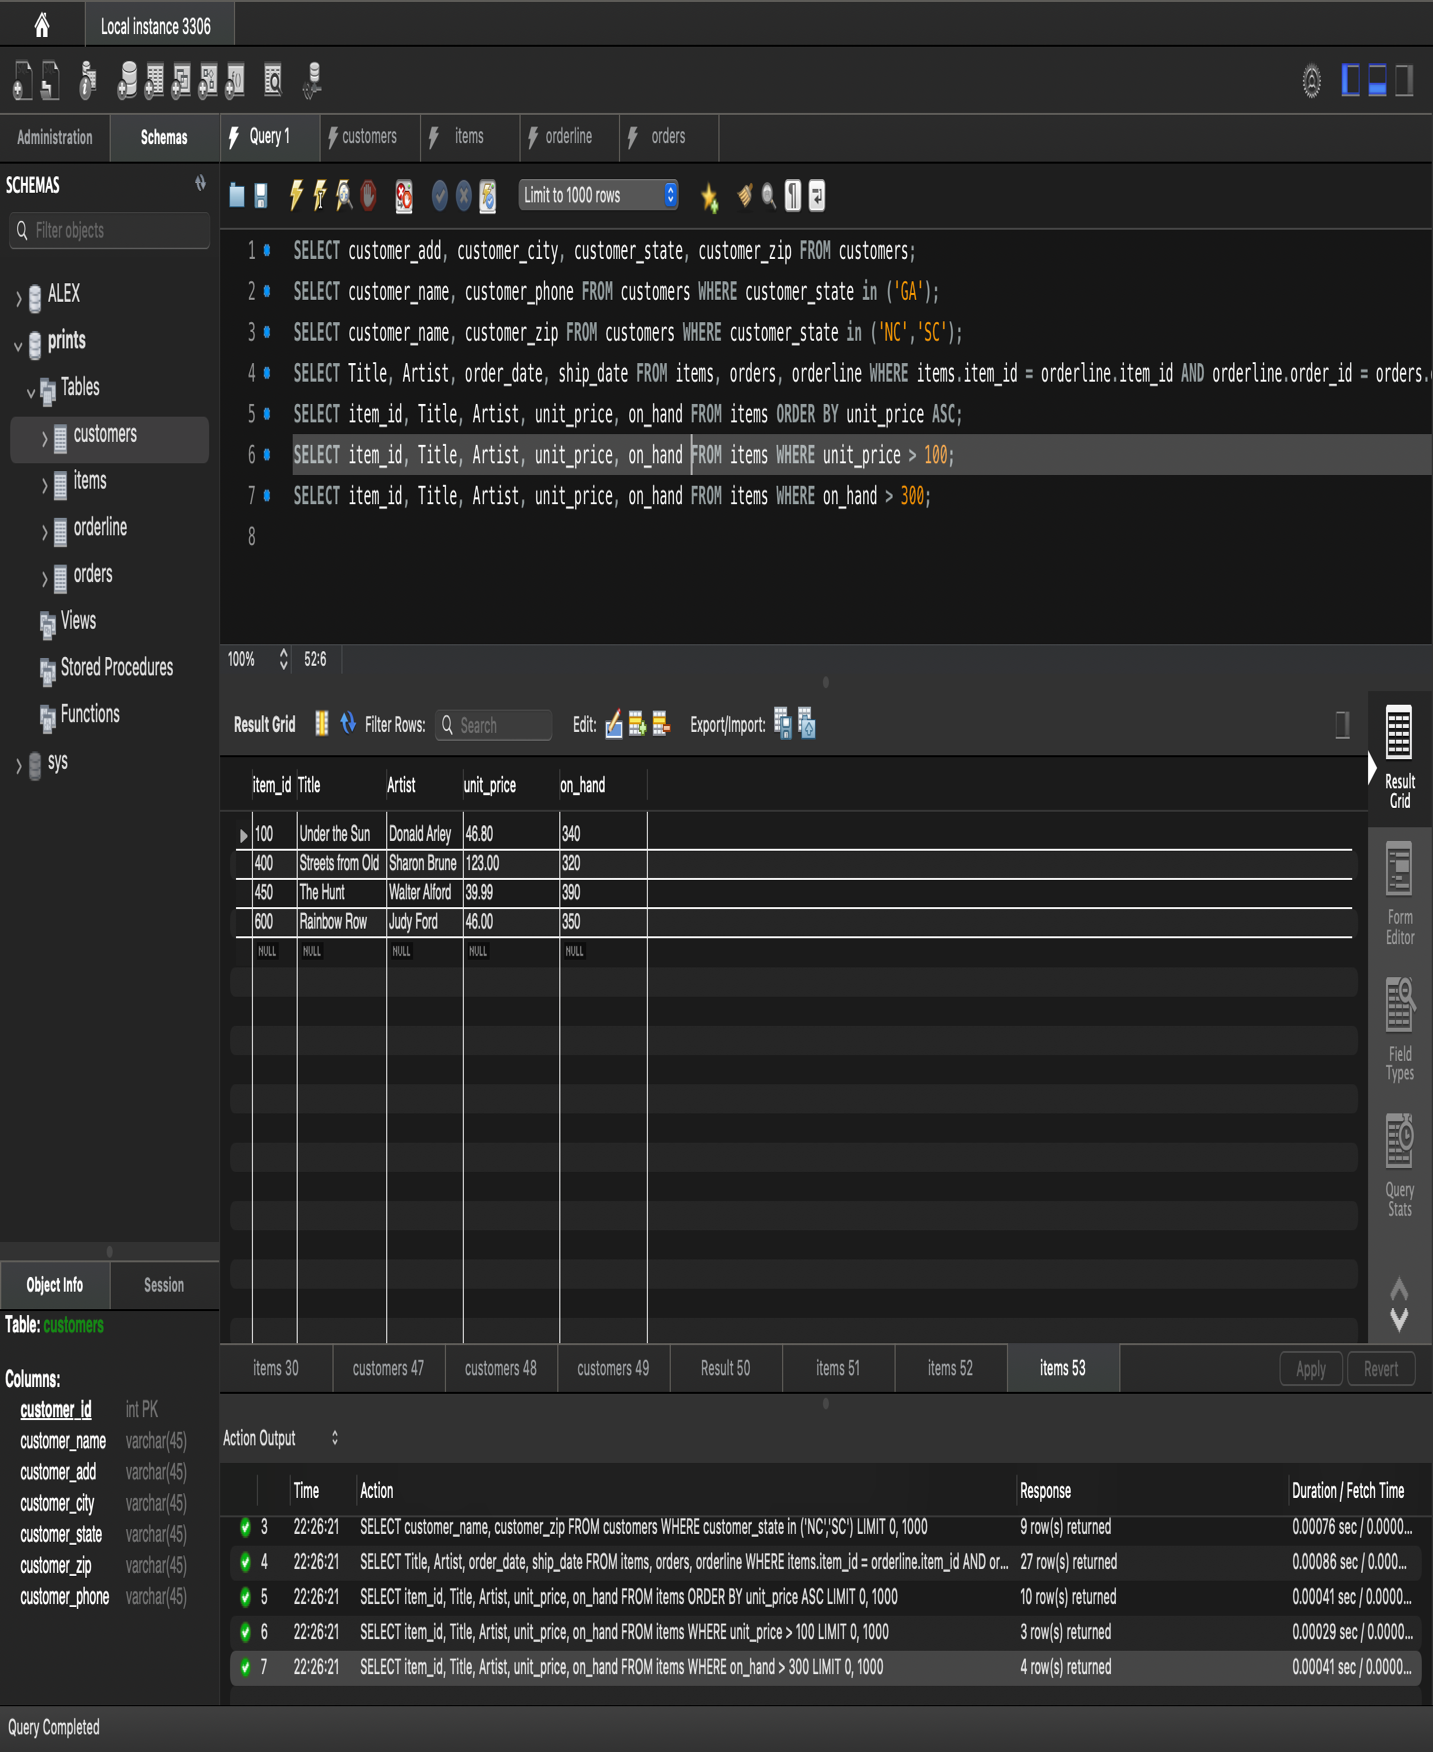 Local instance 3306
Administration
Schemas
Query 1
customers
items
orderline
orders
SCHEMAS
Filter objects
Limit to 1000 rows
ALEX
prints
Tables
customers
items
orderline
orders
Views
Stored Procedures
Functions
sys
1 SELECT customer_add, customer_city, customer_state, customer_zip FROM customers;
2 SELECT customer_name, customer_phone FROM customers WHERE customer_state in ('GA');
3 SELECT customer_name, customer_zip FROM customers WHERE customer_state in ('NC','SC');
4 SELECT Title, Artist, order_date, ship_date FROM items, orders, orderline WHERE items.item_id = orderline.item_id AND orderline.order_id = orders.
5 SELECT item_id, Title, Artist, unit_price, on_hand FROM items ORDER BY unit_price ASC;
6 SELECT item_id, Title, Artist, unit_price, on_hand FROM items WHERE unit_price > 100;
7 SELECT item_id, Title, Artist, unit_price, on_hand FROM items WHERE on_hand > 300;
8
100% 52:6
Result Grid Filter Rows: Search Edit: Export/Import:
item_id Title Artist unit_price on_hand
100 Under the Sun Donald Arley 46.80 340
400 Streets from Old Sharon Brune 123.00 320
450 The Hunt Walter Alford 39.99 390
600 Rainbow Row Judy Ford 46.00 350
NULL NULL NULL NULL NULL
Result
Grid
Form
Editor
Field
Types
Query
Stats
Object Info
Session
Table: customers
Columns:
customer_id int PK
customer_name varchar(45)
customer_add varchar(45)
customer_city varchar(45)
customer_state varchar(45)
customer_zip varchar(45)
customer_phone varchar(45)
items 30 customers 47 customers 48 customers 49 Result 50 items 51 items 52 items 53 Apply Revert
Action Output
Time Action Response Duration / Fetch Time
3 22:26:21 SELECT customer_name, customer_zip FROM customers WHERE customer_state in ('NC','SC') LIMIT 0, 1000 9 row(s) returned 0.00076 sec / 0.0000...
4 22:26:21 SELECT Title, Artist, order_date, ship_date FROM items, orders, orderline WHERE items.item_id = orderline.item_id AND or... 27 row(s) returned 0.00086 sec / 0.000...
5 22:26:21 SELECT item_id, Title, Artist, unit_price, on_hand FROM items ORDER BY unit_price ASC LIMIT 0, 1000 10 row(s) returned 0.00041 sec / 0.0000...
6 22:26:21 SELECT item_id, Title, Artist, unit_price, on_hand FROM items WHERE unit_price > 100 LIMIT 0, 1000 3 row(s) returned 0.00029 sec / 0.0000...
7 22:26:21 SELECT item_id, Title, Artist, unit_price, on_hand FROM items WHERE on_hand > 300 LIMIT 0, 1000 4 row(s) returned 0.00041 sec / 0.0000...
Query Completed